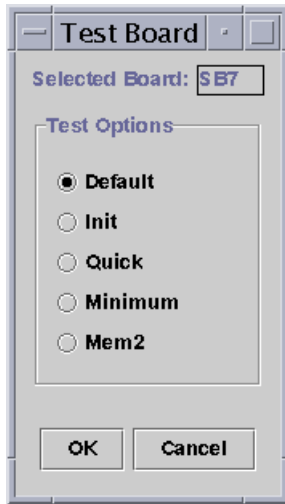 Test Board
Selected Board: SB7
Test Options
Default
Init
Quick
Minimum
Mem2
OK Cancel